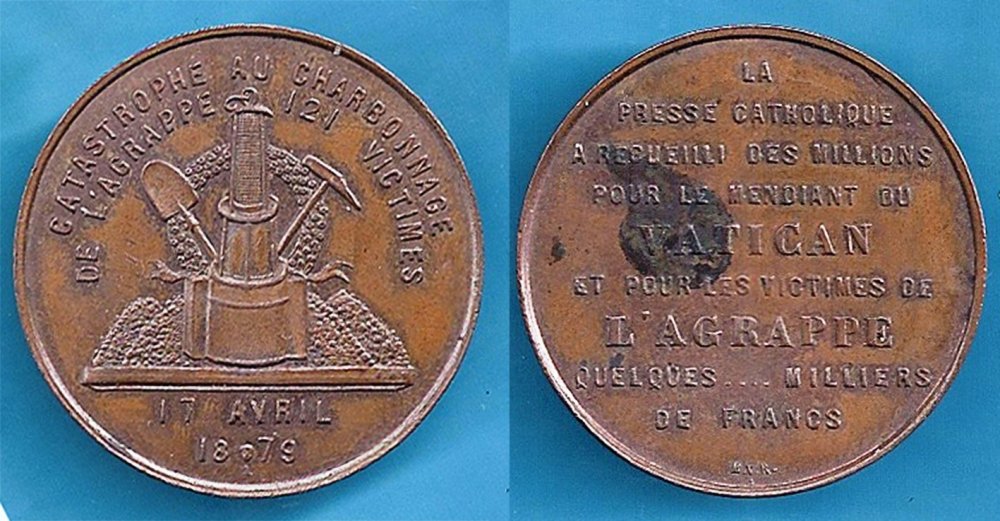 CATASTROPHE AU CHARBONNAGE
DE L'AGRAPPE 121 VICTIMES
17 AVRIL
1879
LA
PRESSE CATHOLIQUE
A REÇUEILLI DES MILLIONS
POUR LE MENDIANT DU
VATICAN
ET POUR LES VICTIMES DE
L'AGRAPPE
QUELQUES.... MILLIERS
DE FRANCS